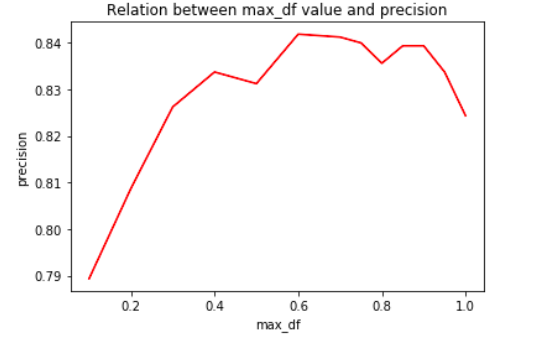 Relation between max_df value and precision
0.84
0.83
0.82
0.81
0.80
0.79
precision
0.2 0.4 0.6 0.8 1.0
max_df